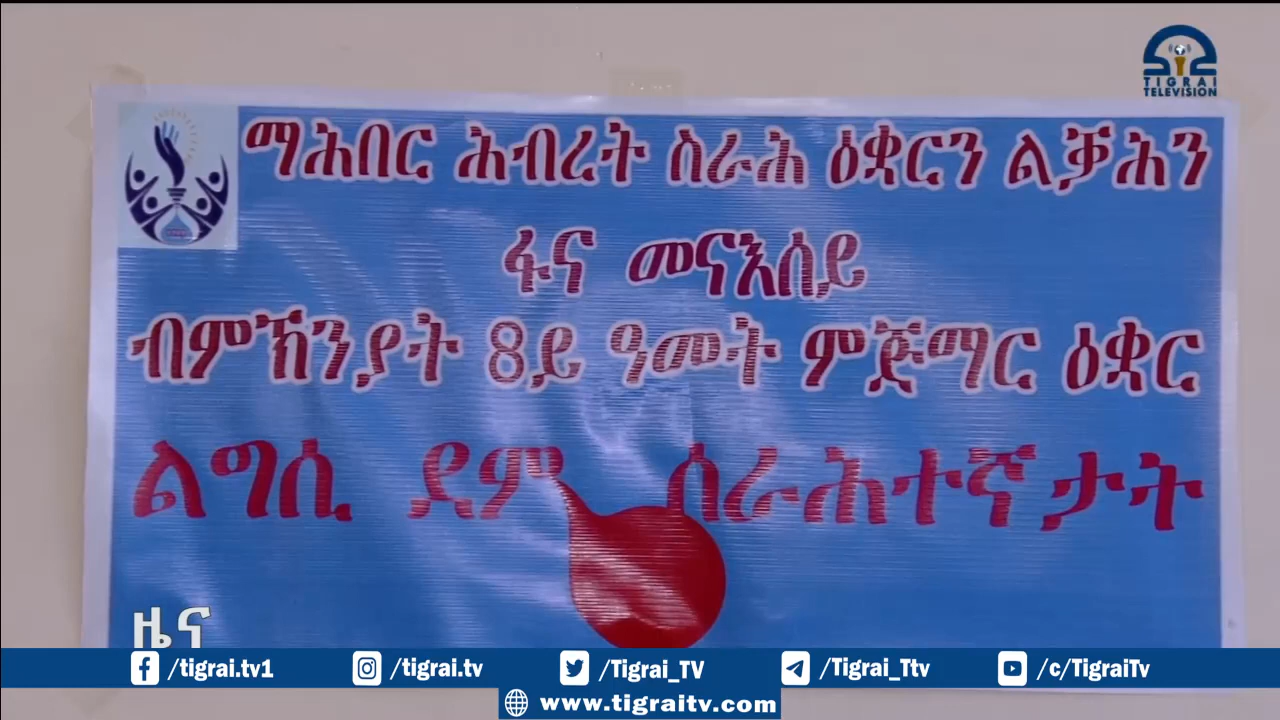 TIGRAI
TELEVISION
ማሕበር ሕብረት ስራሕ ዕቋርን ልቓሕን
ፋና መናእሰይ
ብምኽንያት 8ይ ዓመት ምጅማር ዕቋር
ልግሲ ደም ሰራሕተኛታት
ዜና
/tigrai.tv1 /tigrai.tv /Tigrai_TV /Tigrai_Ttv /c/TigraiTv
www.tigraitv.com